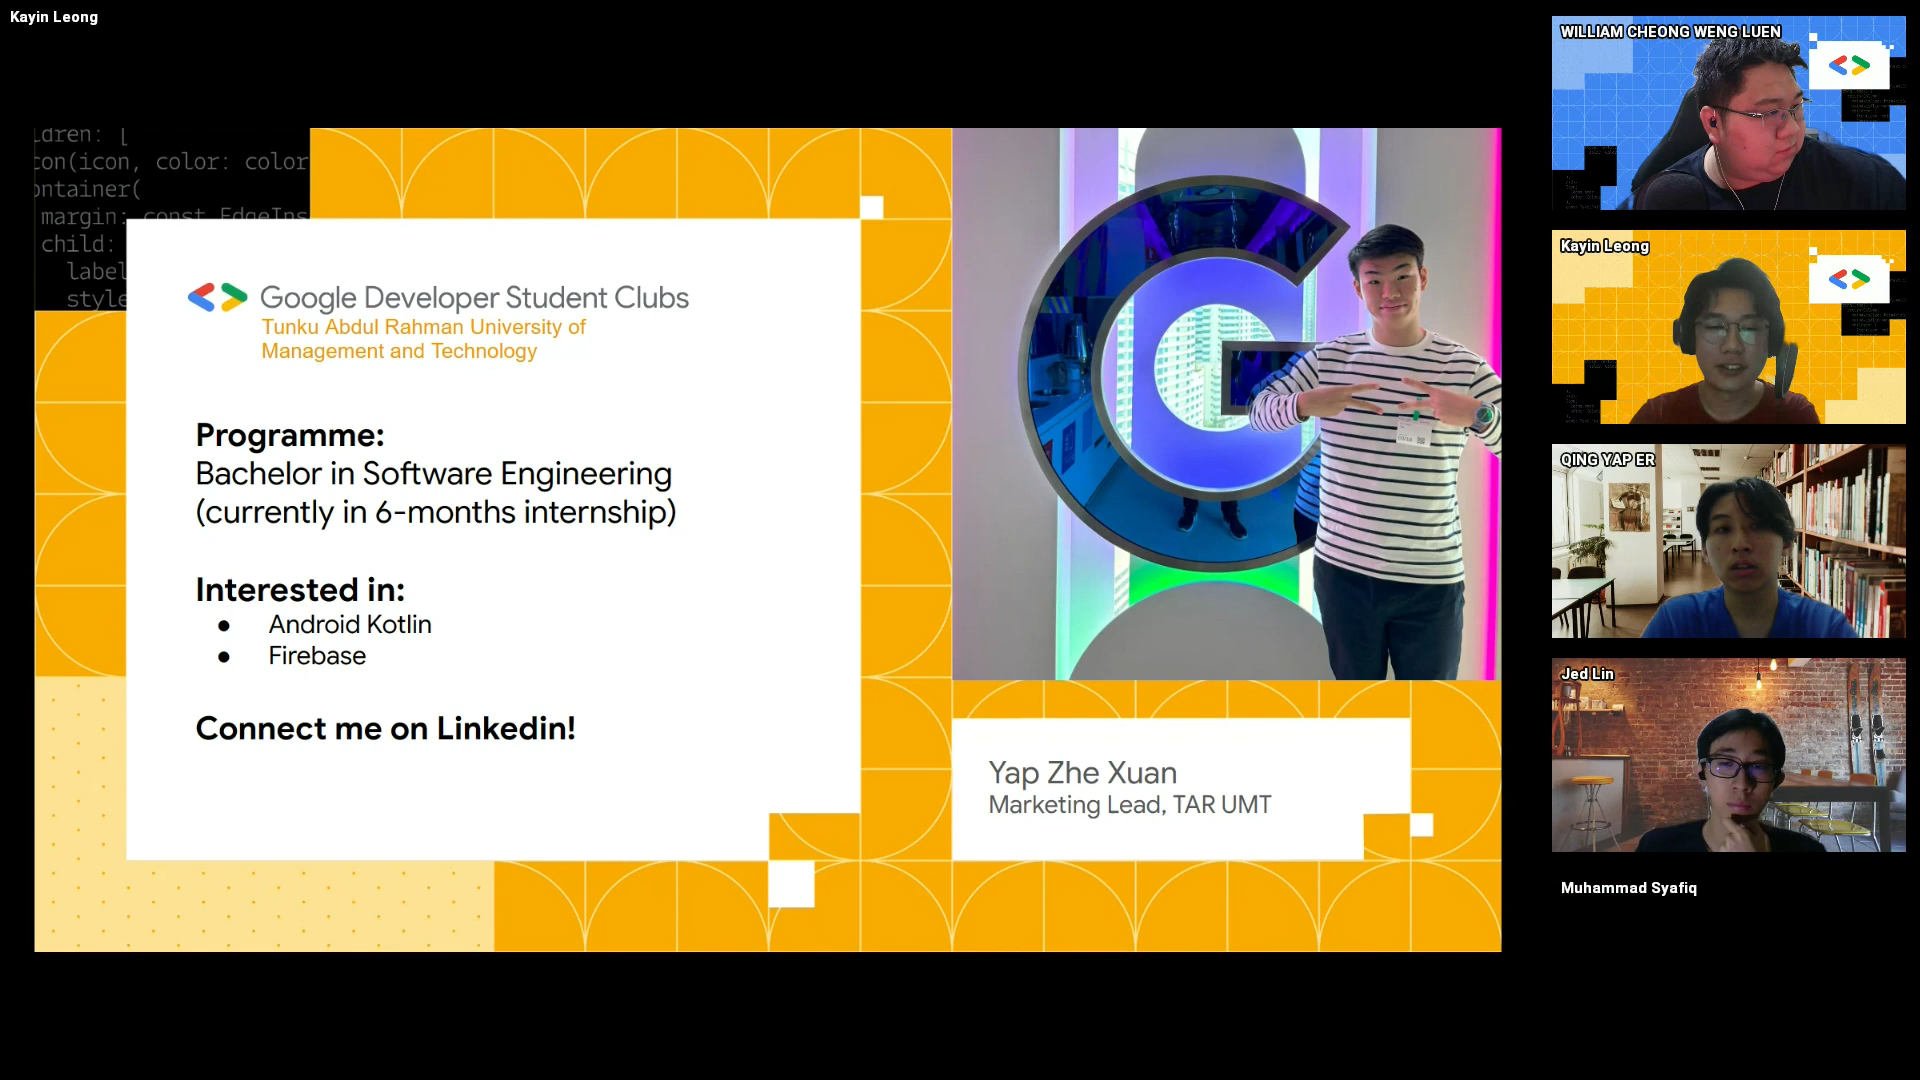 Kayin Leong
ldren: [
con(icon, color: color
ontainer(
margin: const EdgeIns
child:
label
style
Google Developer Student Clubs
Tunku Abdul Rahman University of
Management and Technology
Programme:
Bachelor in Software Engineering
(currently in 6-months internship)
Interested in:
● Android Kotlin
● Firebase
Connect me on Linkedin!
Yap Zhe Xuan
Marketing Lead, TAR UMT
WILLIAM CHEONG WENG LUEN
Kayin Leong
QING YAP ER
Jed Lin
Muhammad Syafiq